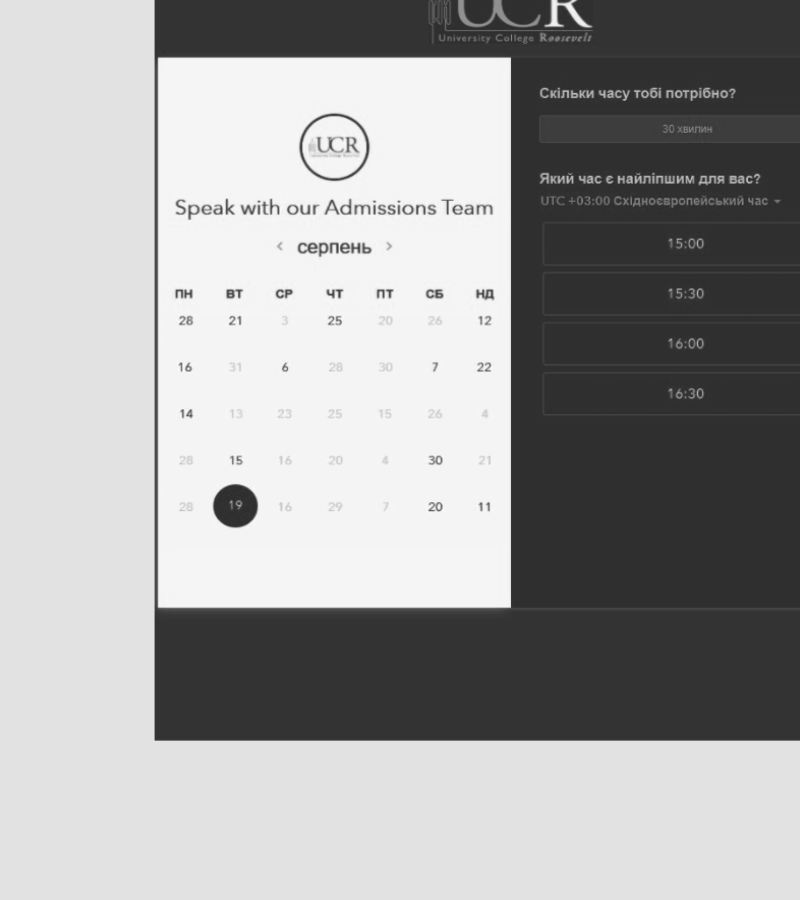 UCR
University College Roosevelt
UCR
Speak with our Admissions Team
< серпень >
ПН ВТ СР ЧТ ПТ СБ НД
28 21 3 25 20 26 12
16 31 6 28 30 7 22
14 13 23 25 15 26 4
28 15 16 20 4 30 21
28 19 16 29 7 20 11
Скільки часу тобі потрібно?
30 хвилин
Який час є найліпшим для вас?
UTC +03:00 Східноєвропейський час
15:00
15:30
16:00
16:30